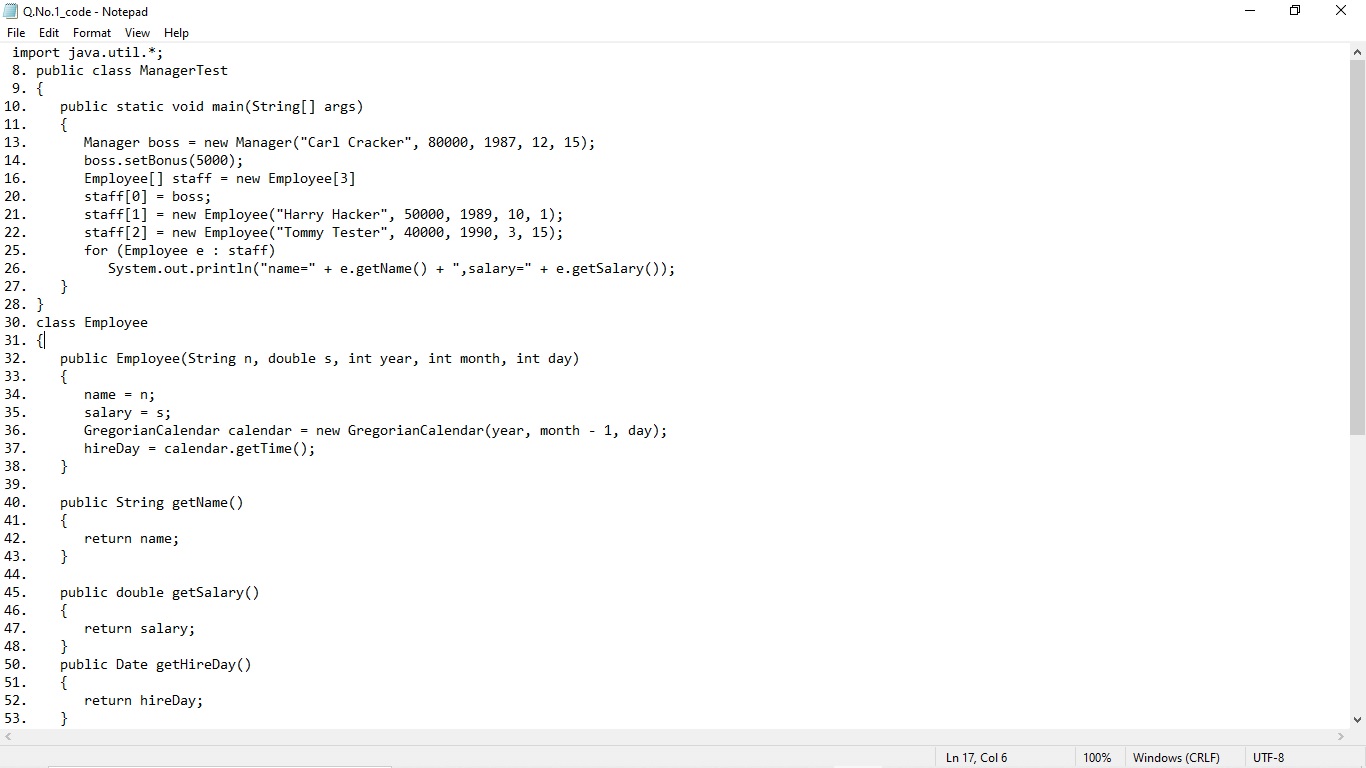 Q.No.1_code - Notepad
File Edit Format View Help
 import java.util.*;
 8. public class ManagerTest
 9. {
10.    public static void main(String[] args)
11.    {
13.       Manager boss = new Manager("Carl Cracker", 80000, 1987, 12, 15);
14.       boss.setBonus(5000);
16.       Employee[] staff = new Employee[3]
20.       staff[0] = boss;
21.       staff[1] = new Employee("Harry Hacker", 50000, 1989, 10, 1);
22.       staff[2] = new Employee("Tommy Tester", 40000, 1990, 3, 15);
25.       for (Employee e : staff)
26.          System.out.println("name=" + e.getName() + ",salary=" + e.getSalary());
27.    }
28. }
30. class Employee
31. {
32.    public Employee(String n, double s, int year, int month, int day)
33.    {
34.       name = n;
35.       salary = s;
36.       GregorianCalendar calendar = new GregorianCalendar(year, month - 1, day);
37.       hireDay = calendar.getTime();
38.    }
39.
40.    public String getName()
41.    {
42.       return name;
43.    }
44.
45.    public double getSalary()
46.    {
47.       return salary;
48.    }
50.    public Date getHireDay()
51.    {
52.       return hireDay;
53.    }
Ln 17, Col 6 100% Windows (CRLF) UTF-8